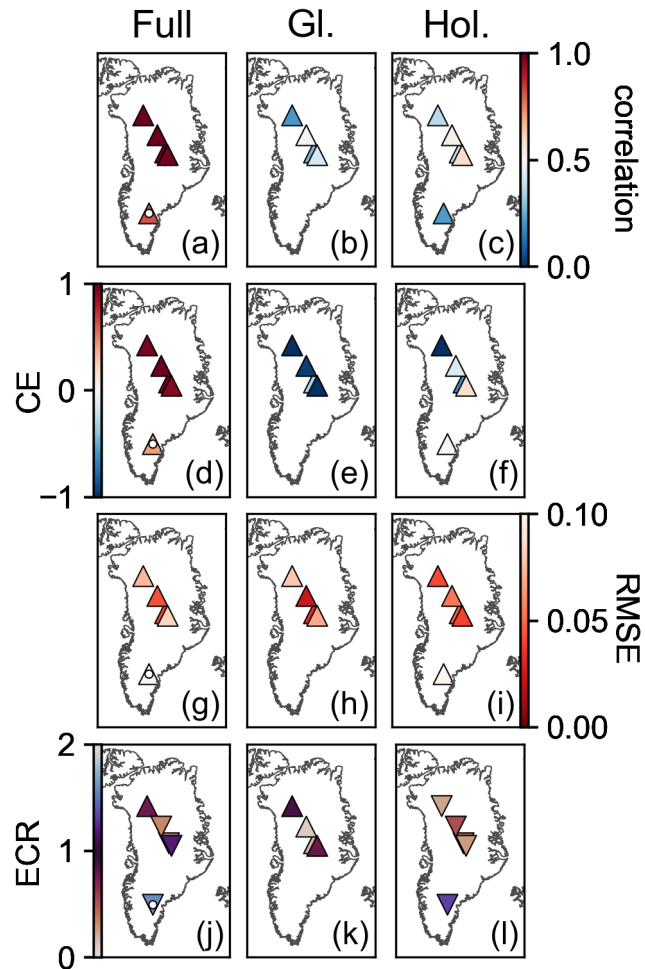 Full Gl. Hol.
1.0
0.5
0.0
correlation
(a) (b) (c)
1
0
−1
CE
(d) (e) (f)
0.10
0.05
0.00
RMSE
(g) (h) (i)
2
1
0
ECR
(j) (k) (l)